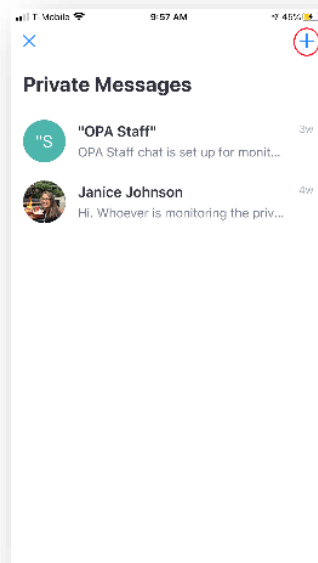 T-Mobile 9:57 AM 45%
Private Messages
"S
"OPA Staff" 3w
OPA Staff chat is set up for monit...
Janice Johnson 4w
Hi. Whoever is monitoring the priv...